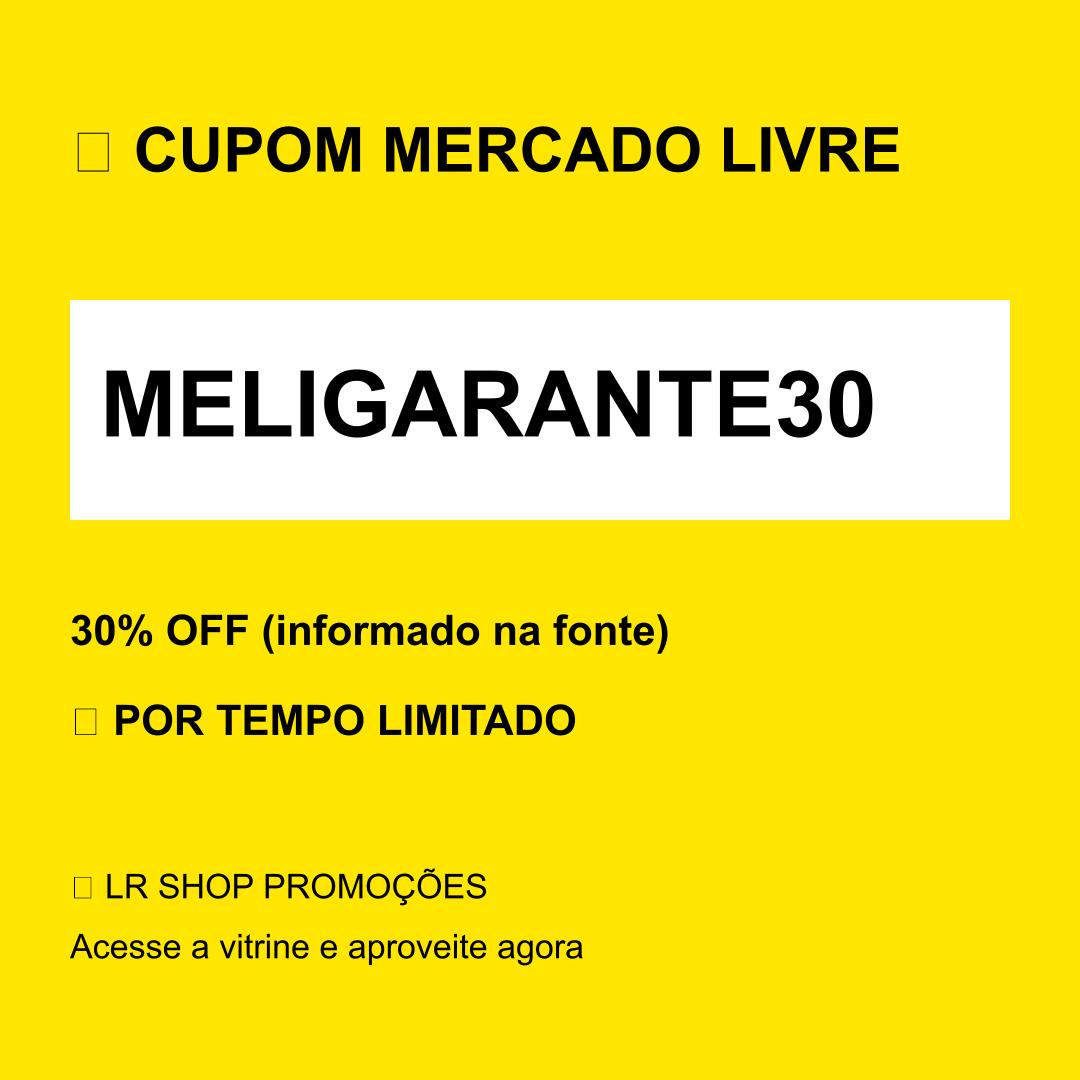 CUPOM MERCADO LIVRE
MELIGARANTE30
30% OFF (informado na fonte)
POR TEMPO LIMITADO
LR SHOP PROMOÇÕES
Acesse a vitrine e aproveite agora